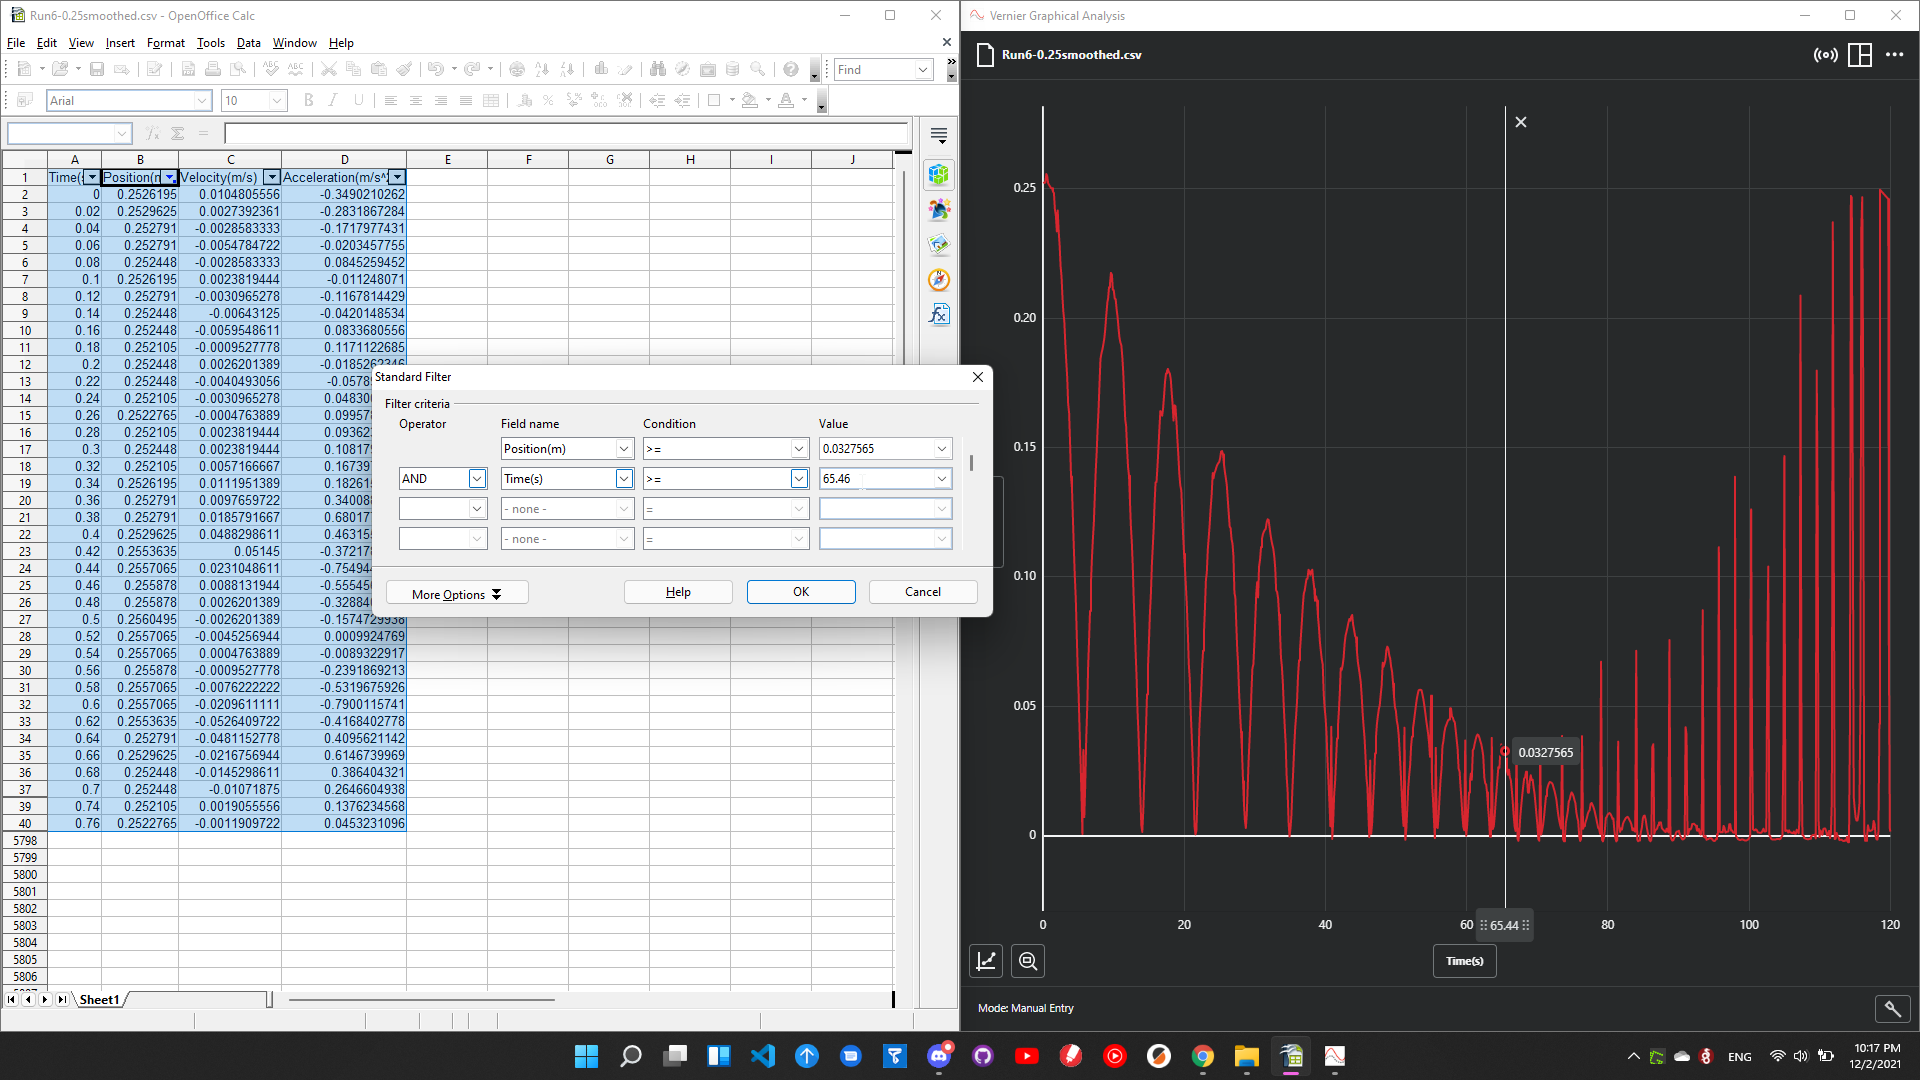 Run6-0.25smoothed.csv - OpenOffice Calc
File Edit View Insert Format Tools Data Window Help
Find
Arial 10
A B C D E F G H I J
1 Time(s Position(m Velocity(m/s) Acceleration(m/s^2
2 0 0.2526195 0.0104805556 -0.3490210262
3 0.02 0.2529625 0.0027392361 -0.2831867284
4 0.04 0.252791 -0.0028583333 -0.1717977431
5 0.06 0.252791 -0.0054784722 -0.0203457755
6 0.08 0.252448 -0.0028583333 0.0845259452
7 0.1 0.2526195 0.0023819444 -0.011248071
8 0.12 0.252791 -0.0030965278 -0.1167814429
9 0.14 0.252448 -0.00643125 -0.0420148534
10 0.16 0.252448 -0.0059548611 0.0833680556
11 0.18 0.252105 -0.0009527778 0.1171122685
12 0.2 0.252448 0.0026201389 -0.0185262346
13 0.22 0.252448 -0.0040493056 -0.0578
14 0.24 0.252105 -0.0030965278 0.04830
15 0.26 0.2522765 -0.0004763889 0.09957
16 0.28 0.252105 0.0023819444 0.09362
17 0.3 0.252448 0.0023819444 0.10817
18 0.32 0.252105 0.0057166667 0.16739
19 0.34 0.2526195 0.0111951389 0.18261
20 0.36 0.252791 0.0097659722 0.34008
21 0.38 0.252791 0.0185791667 0.68017
22 0.4 0.2529625 0.0488298611 0.46315
23 0.42 0.2553635 0.05145 -0.37217
24 0.44 0.2557065 0.0231048611 -0.75494
25 0.46 0.255878 0.0088131944 -0.55545
26 0.48 0.255878 0.0026201389 -0.32884
27 0.5 0.2560495 -0.0026201389 -0.1574729938
28 0.52 0.2557065 -0.0045256944 0.0009924769
29 0.54 0.2557065 0.0004763889 -0.0089322917
30 0.56 0.255878 -0.0009527778 -0.2391869213
31 0.58 0.2557065 -0.0076222222 -0.5319675926
32 0.6 0.2557065 -0.0209611111 -0.7900115741
33 0.62 0.2553635 -0.0526409722 -0.4168402778
34 0.64 0.252791 -0.0481152778 0.4095621142
35 0.66 0.2529625 -0.0216756944 0.6146739969
36 0.68 0.252448 -0.0145298611 0.386404321
37 0.7 0.252448 -0.01071875 0.2646604938
39 0.74 0.252105 0.0019055556 0.1376234568
40 0.76 0.2522765 -0.0011909722 0.0453231096
5798
5799
5800
5801
5802
5803
5804
5805
5806
Sheet1
Standard Filter
Filter criteria
Operator Field name Condition Value
Position(m) >= 0.0327565
AND Time(s) >= 65.46
- none - =
- none - =
More Options Help OK Cancel
Vernier Graphical Analysis
Run6-0.25smoothed.csv
0.25
0.20
0.15
0.10
0.05
0
0.0327565
0 20 40 60 65.44 80 100 120
Time(s)
Mode: Manual Entry
ENG
10:17 PM
12/2/2021